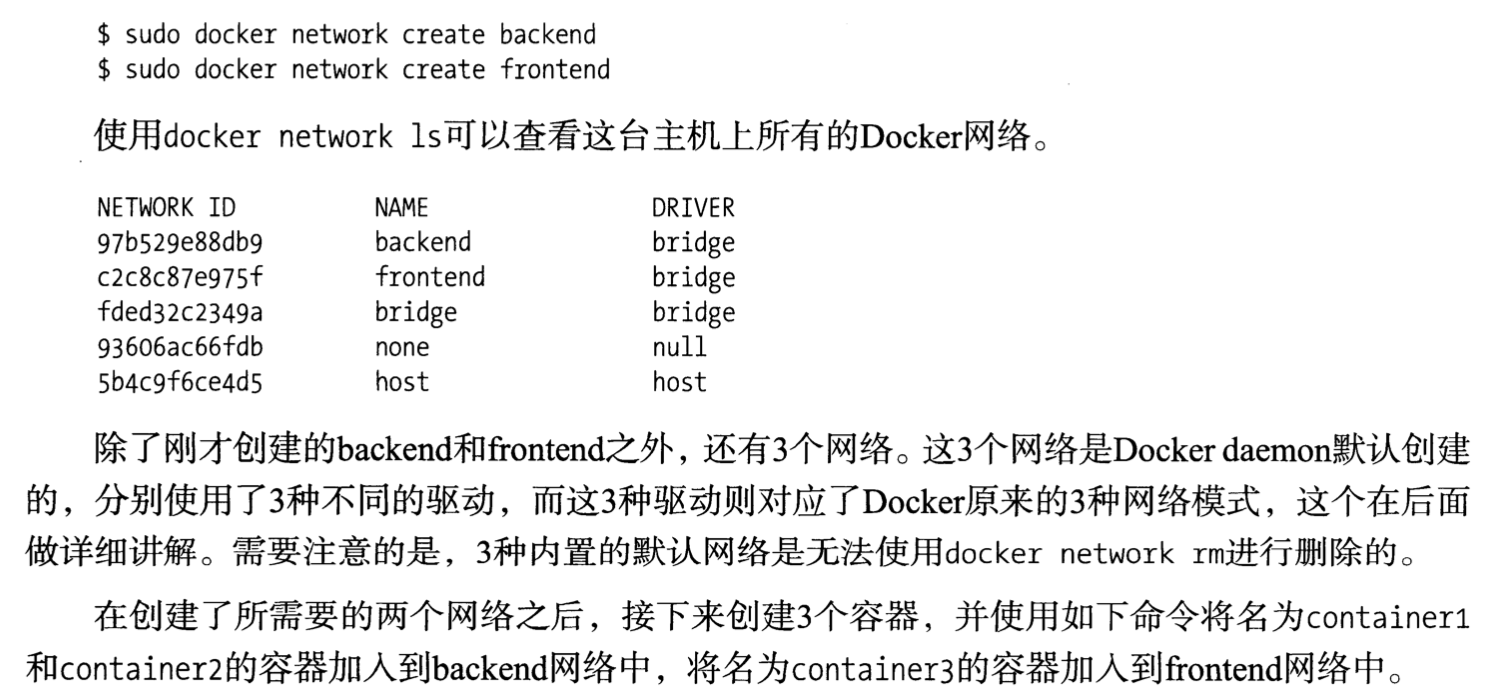 $ sudo docker network create backend
$ sudo docker network create frontend
使用docker network ls可以查看这台主机上所有的Docker网络。
NETWORK ID NAME DRIVER
97b529e88db9 backend bridge
c2c8c87e975f frontend bridge
fded32c2349a bridge bridge
93606ac66fdb none null
5b4c9f6ce4d5 host host
除了刚才创建的backend和frontend之外，还有3个网络。这3个网络是Docker daemon默认创建
的，分别使用了3种不同的驱动，而这3种驱动则对应了Docker原来的3种网络模式，这个在后面
做详细讲解。需要注意的是，3种内置的默认网络是无法使用docker network rm进行删除的。
在创建了所需要的两个网络之后，接下来创建3个容器，并使用如下命令将名为container1
和container2的容器加入到backend网络中，将名为container3的容器加入到frontend网络中。